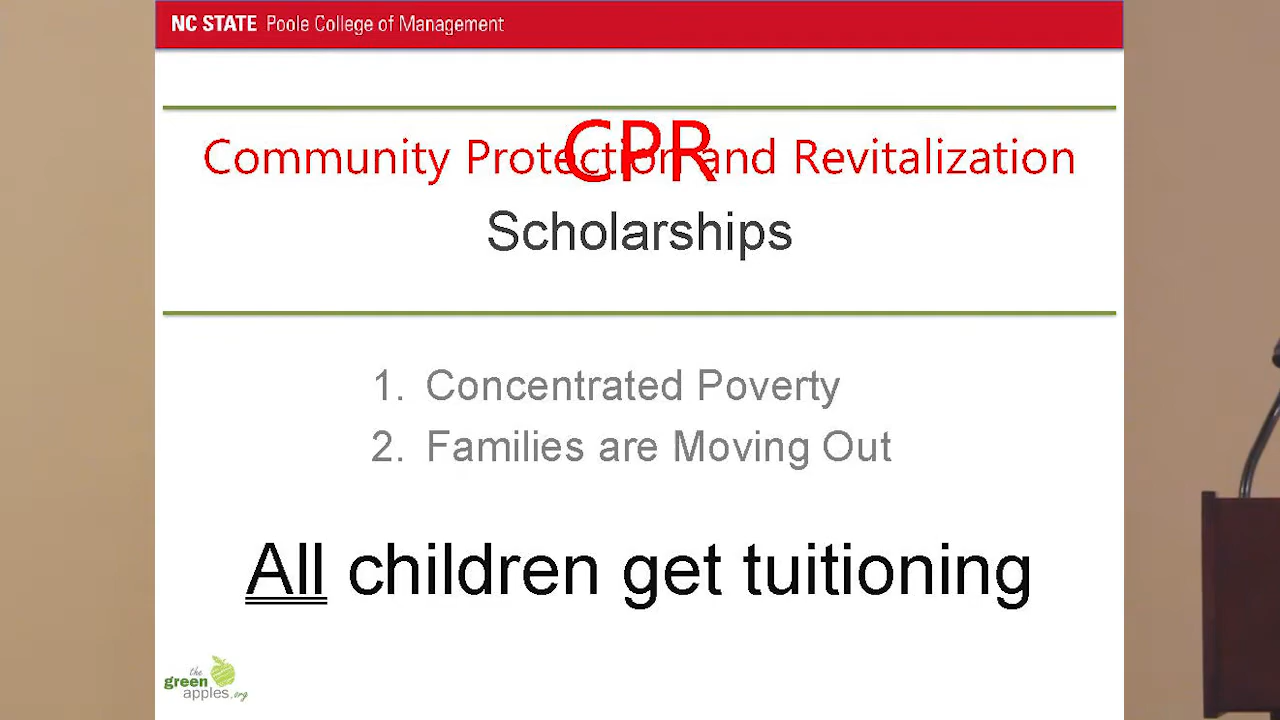 NC STATE Poole College of Management
CPR
Community Protection and Revitalization
Scholarships
1. Concentrated Poverty
2. Families are Moving Out
All children get tuitioning
the
green
apples.org